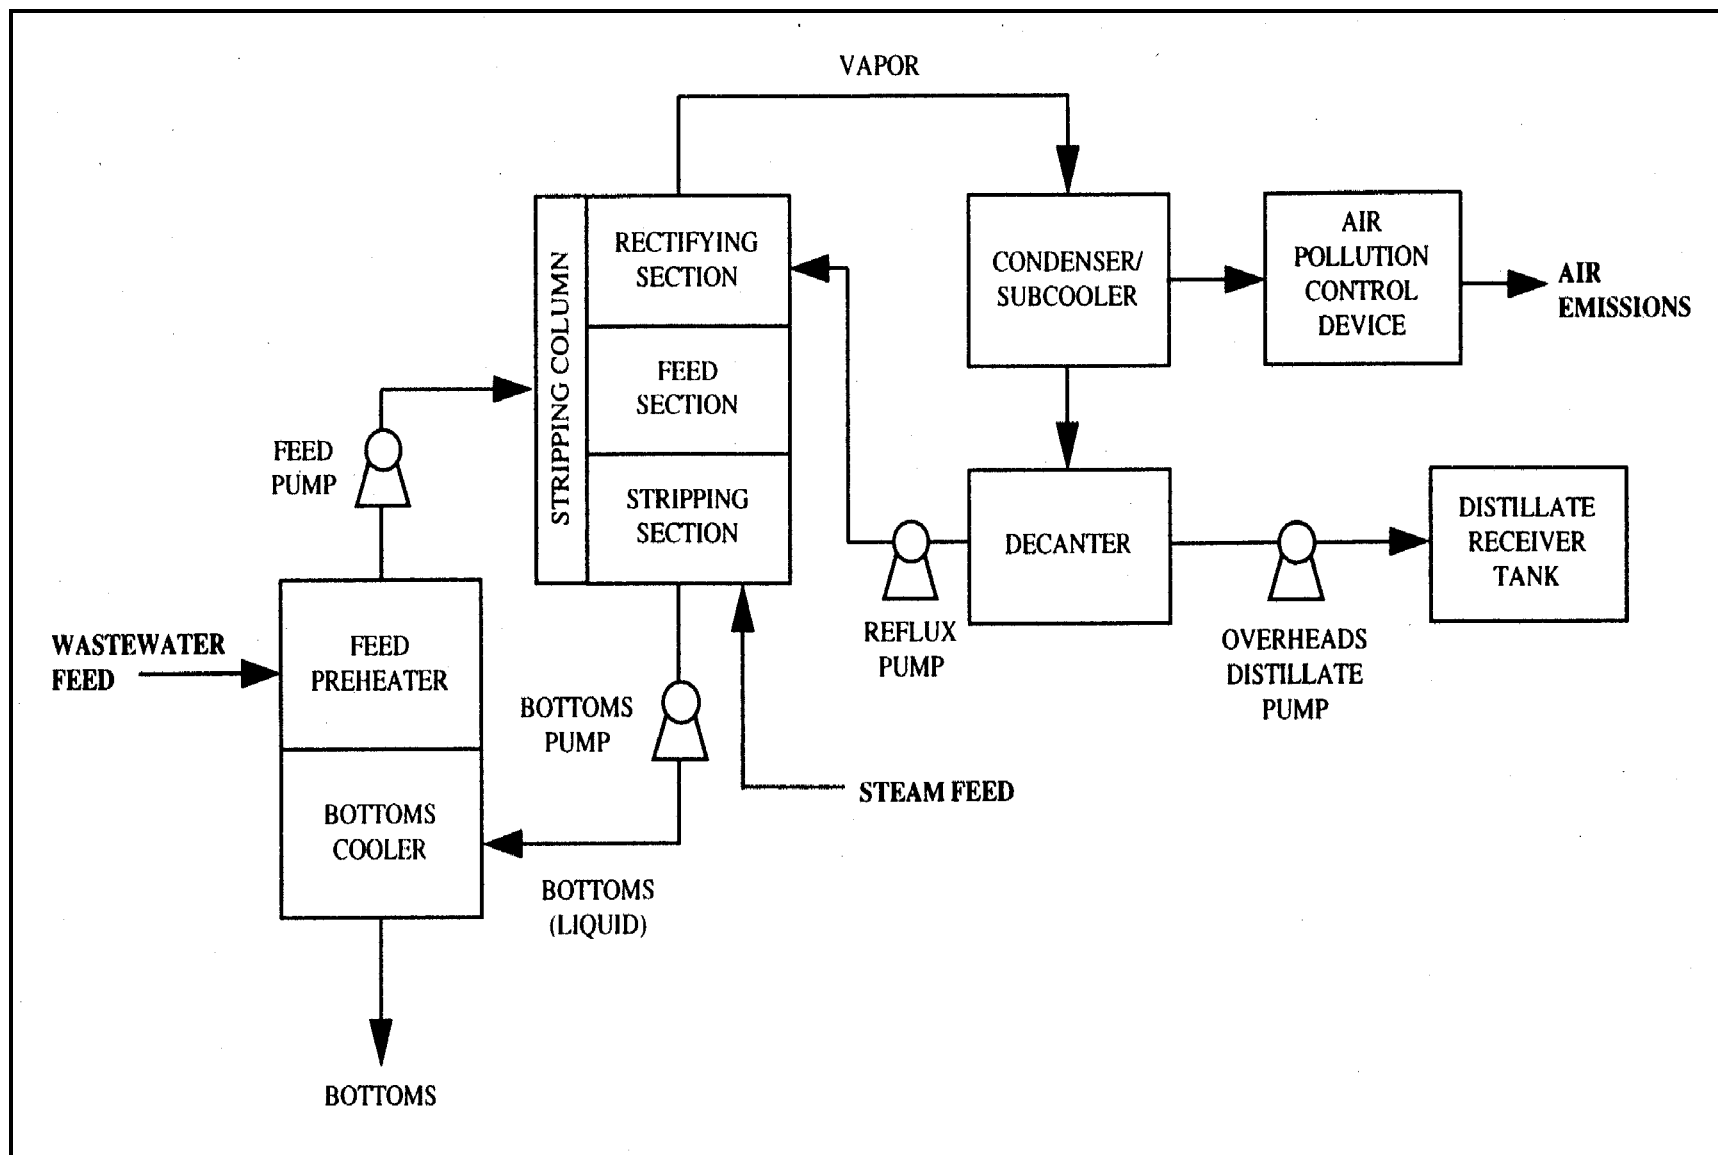 VAPOR
RECTIFYING
SECTION
FEED
SECTION
STRIPPING
SECTION
STRIPPING COLUMN
CONDENSER/
SUBCOOLER
AIR
POLLUTION
CONTROL
DEVICE
AIR
EMISSIONS
FEED
PUMP
DECANTER
DISTILLATE
RECEIVER
TANK
REFLUX
PUMP
OVERHEADS
DISTILLATE
PUMP
WASTEWATER
FEED
FEED
PREHEATER
BOTTOMS
PUMP
STEAM FEED
BOTTOMS
COOLER
BOTTOMS
(LIQUID)
BOTTOMS